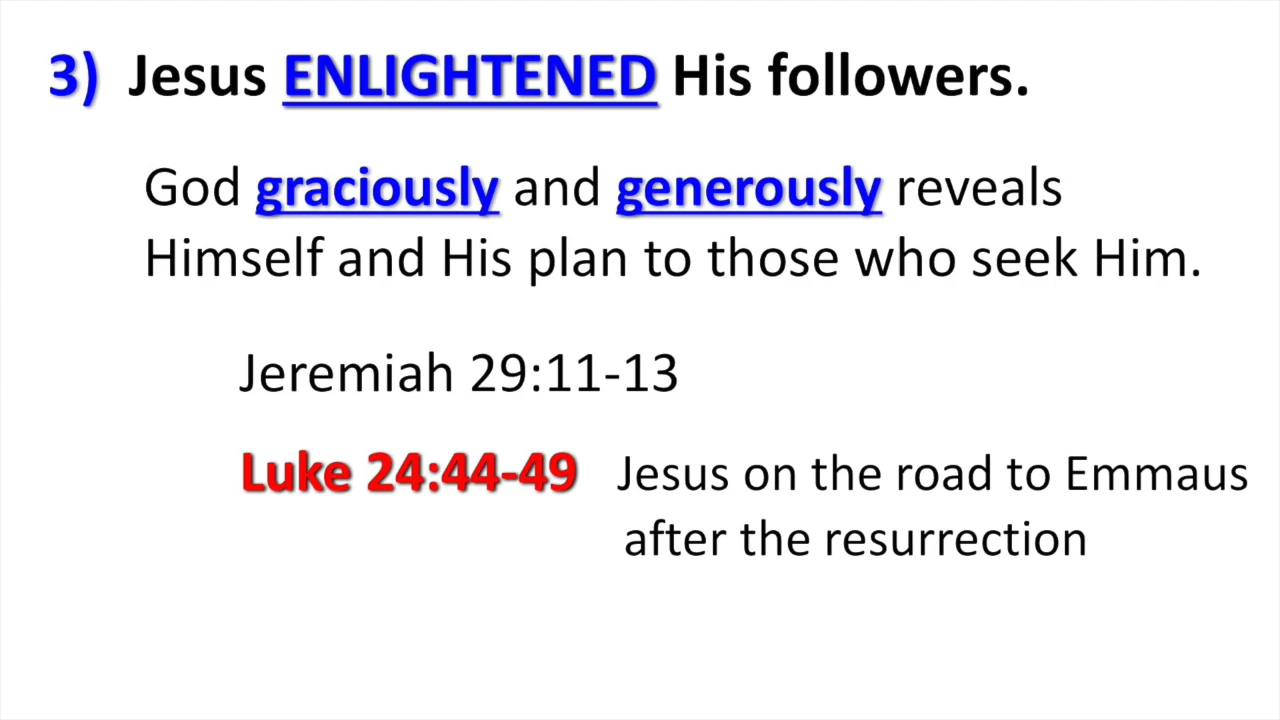 3) Jesus ENLIGHTENED His followers.
God graciously and generously reveals
Himself and His plan to those who seek Him.
Jeremiah 29:11-13
Luke 24:44-49 Jesus on the road to Emmaus
after the resurrection